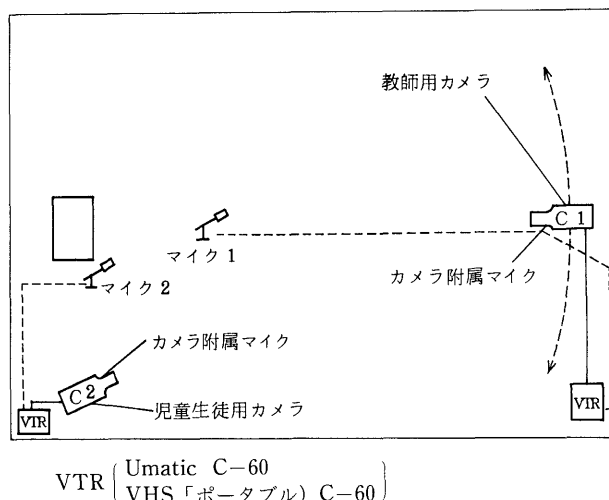 教師用カメラ
C 1
マイク 1
カメラ附属マイク
マイク 2
カメラ附属マイク
C 2
児童生徒用カメラ
VTR
VTR
VTR
Umatic C-60
VHS「ポータブル) C-60